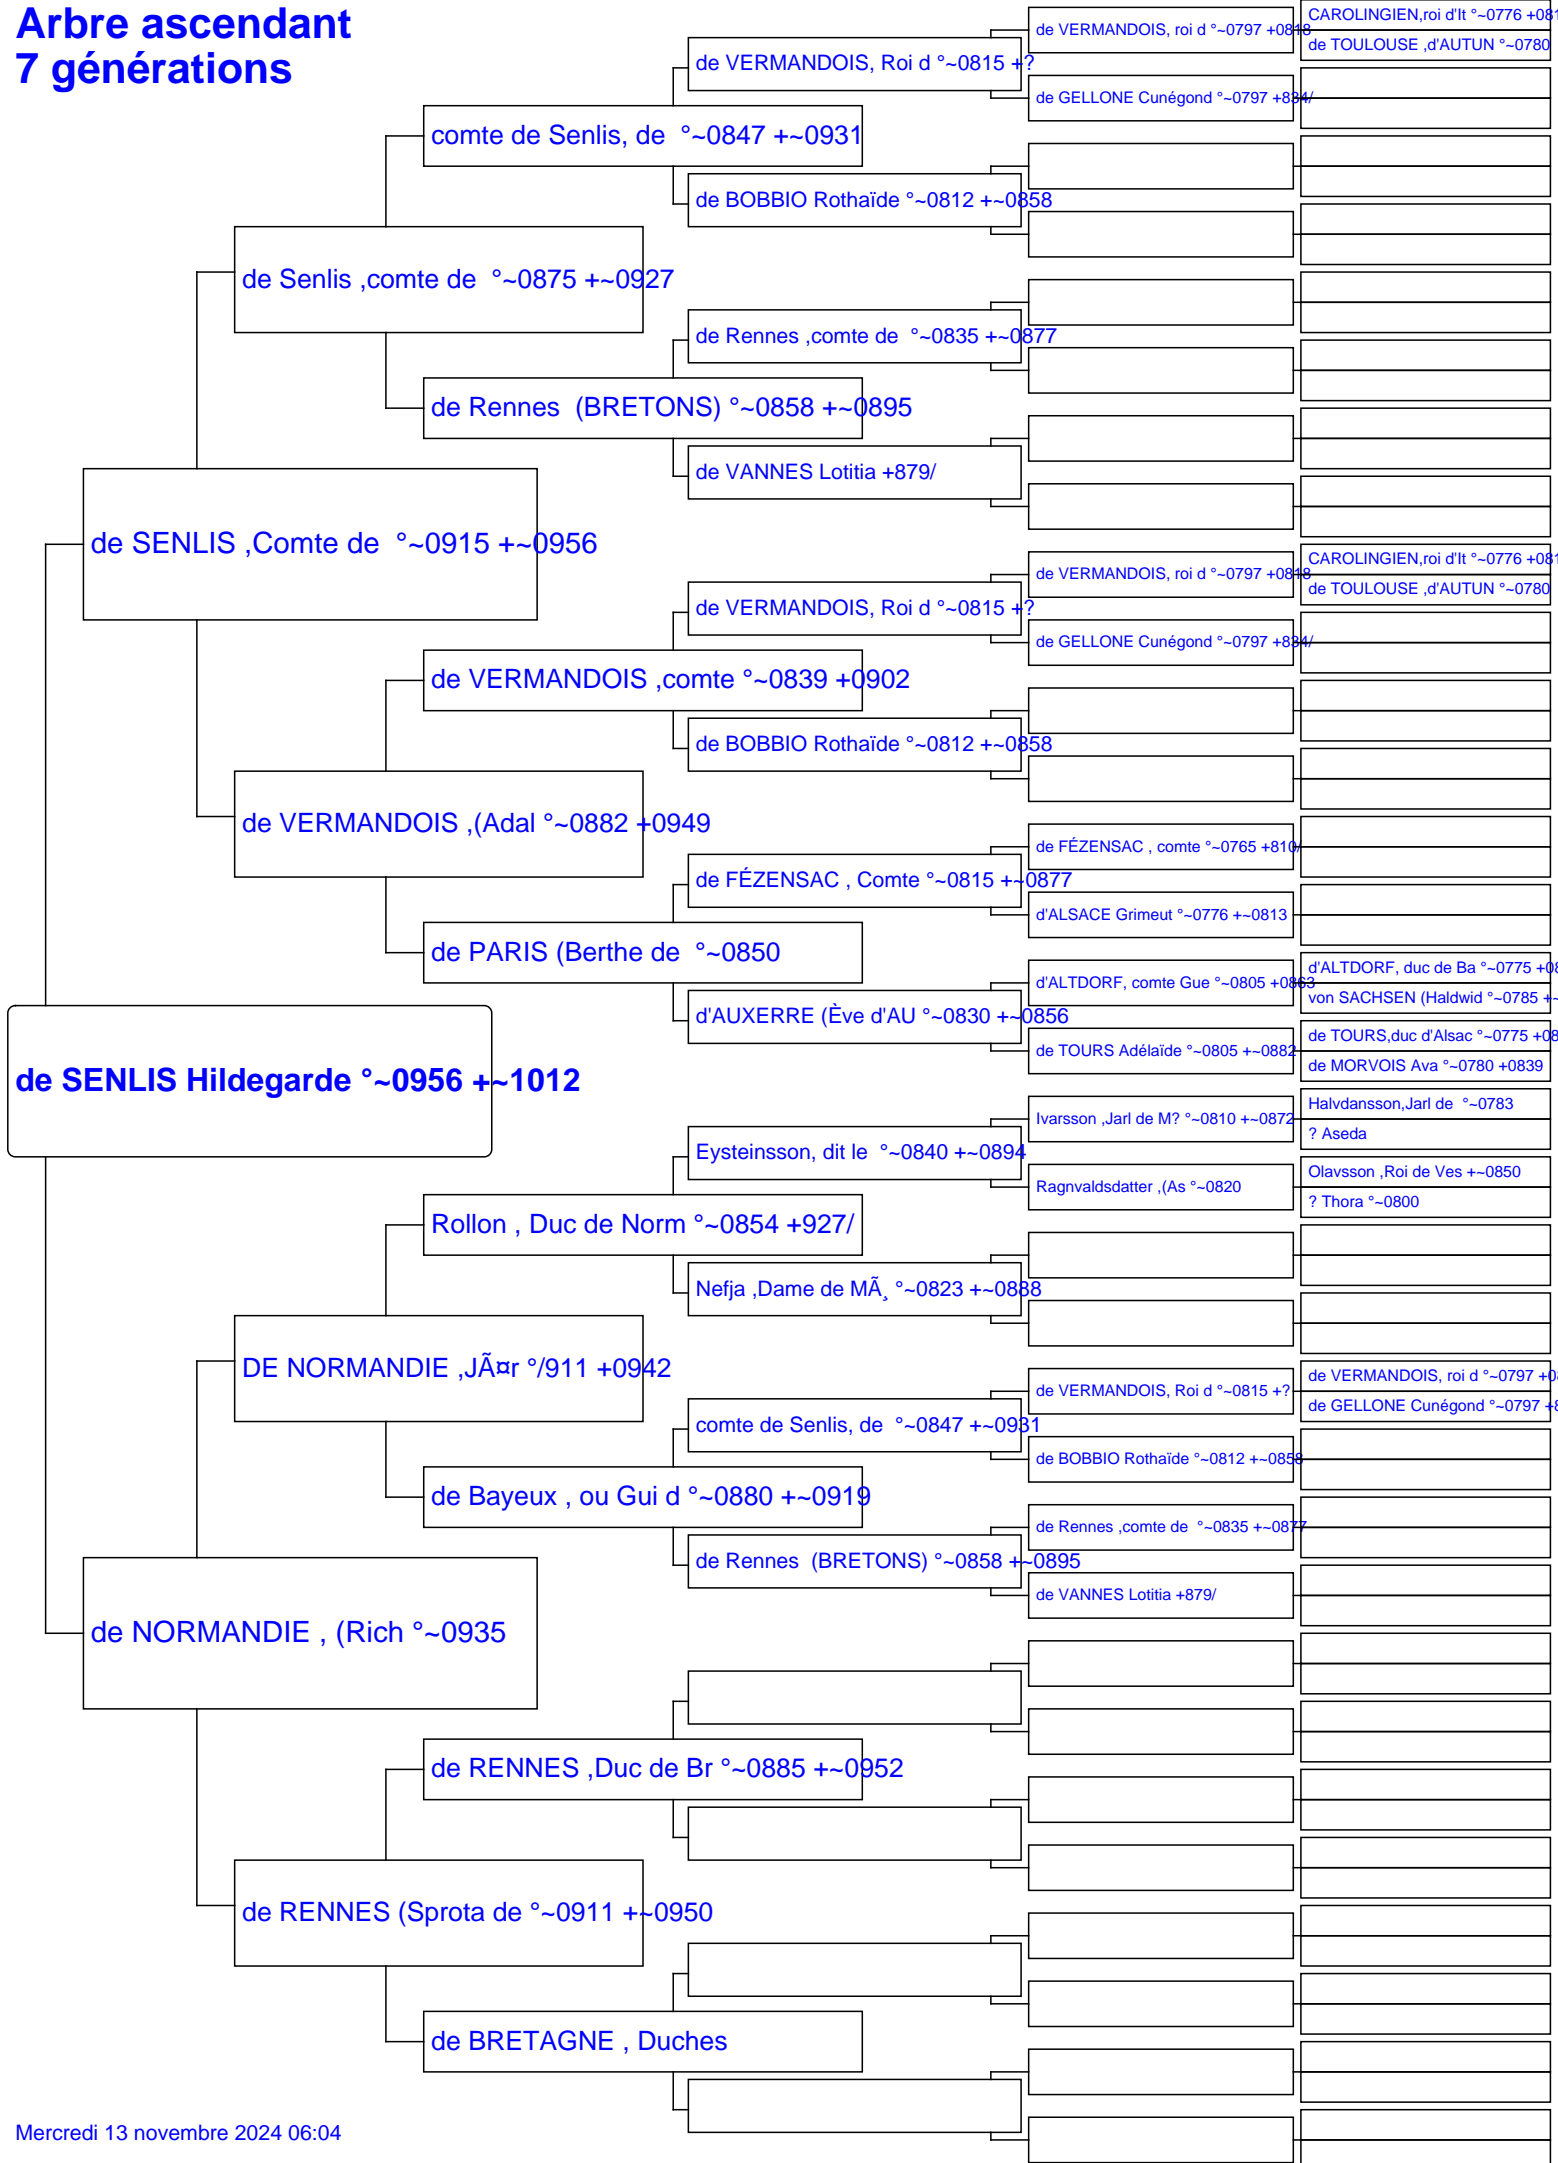 Arbre ascendant
7 générations
CAROLINGIEN,roi d'It °~0776 +081
de VERMANDOIS, roi d °~0797 +0818
de TOULOUSE ,d'AUTUN °~0780
de VERMANDOIS, Roi d °~0815 +?
de GELLONE Cunégond °~0797 +834/
comte de Senlis, de  °~0847 +~0931
de BOBBIO Rothaïde °~0812 +~0858
de Senlis ,comte de  °~0875 +~0927
de Rennes ,comte de  °~0835 +~0877
de Rennes  (BRETONS) °~0858 +~0895
de VANNES Lotitia +879/
de SENLIS ,Comte de  °~0915 +~0956
CAROLINGIEN,roi d'It °~0776 +081
de VERMANDOIS, roi d °~0797 +0818
de TOULOUSE ,d'AUTUN °~0780
de VERMANDOIS, Roi d °~0815 +?
de GELLONE Cunégond °~0797 +834/
de VERMANDOIS ,comte °~0839 +0902
de BOBBIO Rothaïde °~0812 +~0858
de VERMANDOIS ,(Adal °~0882 +0949
de FÉZENSAC , comte °~0765 +810/
de FÉZENSAC , Comte °~0815 +~0877
d'ALSACE Grimeut °~0776 +~0813
de PARIS (Berthe de  °~0850
d'ALTDORF, duc de Ba °~0775 +08
d'ALTDORF, comte Gue °~0805 +0863
von SACHSEN (Haldwid °~0785 +~
d'AUXERRE (Ève d'AU °~0830 +~0856
de TOURS,duc d'Alsac °~0775 +08
de TOURS Adélaïde °~0805 +~0882
de MORVOIS Ava °~0780 +0839
de SENLIS Hildegarde °~0956 +~1012
Halvdansson,Jarl de  °~0783
Ivarsson ,Jarl de M? °~0810 +~0872
? Aseda
Eysteinsson, dit le  °~0840 +~0894
Olavsson ,Roi de Ves +~0850
Ragnvaldsdatter ,(As °~0820
? Thora °~0800
Rollon , Duc de Norm °~0854 +927/
Nefja ,Dame de MÃ¸ °~0823 +~0888
DE NORMANDIE ,JÃ¤r °/911 +0942
de VERMANDOIS, roi d °~0797 +08
de VERMANDOIS, Roi d °~0815 +?
de GELLONE Cunégond °~0797 +8
comte de Senlis, de  °~0847 +~0931
de BOBBIO Rothaïde °~0812 +~0858
de Bayeux , ou Gui d °~0880 +~0919
de Rennes ,comte de  °~0835 +~0877
de Rennes  (BRETONS) °~0858 +~0895
de VANNES Lotitia +879/
de NORMANDIE , (Rich °~0935
de RENNES ,Duc de Br °~0885 +~0952
de RENNES (Sprota de °~0911 +~0950
de BRETAGNE , Duches
Mercredi 13 novembre 2024 06:04